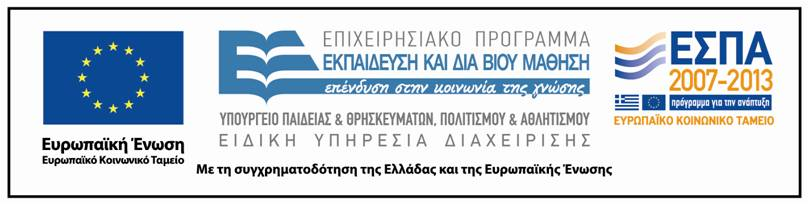 Ευρωπαϊκή Ένωση
Ευρωπαϊκό Κοινωνικό Ταμείο
ΕΠΙΧΕΙΡΗΣΙΑΚΟ ΠΡΟΓΡΑΜΜΑ
ΕΚΠΑΙΔΕΥΣΗ ΚΑΙ ΔΙΑ ΒΙΟΥ ΜΑΘΗΣΗ
επένδυση στην κοινωνία της γνώσης
ΥΠΟΥΡΓΕΙΟ ΠΑΙΔΕΙΑΣ & ΘΡΗΣΚΕΥΜΑΤΩΝ, ΠΟΛΙΤΙΣΜΟΥ & ΑΘΛΗΤΙΣΜΟΥ
ΕΙΔΙΚΗ ΥΠΗΡΕΣΙΑ ΔΙΑΧΕΙΡΙΣΗΣ
ΕΣΠΑ
2007-2013
πρόγραμμα για την ανάπτυξη
ΕΥΡΩΠΑΪΚΟ ΚΟΙΝΩΝΙΚΟ ΤΑΜΕΙΟ
Με τη συγχρηματοδότηση της Ελλάδας και της Ευρωπαϊκής Ένωσης